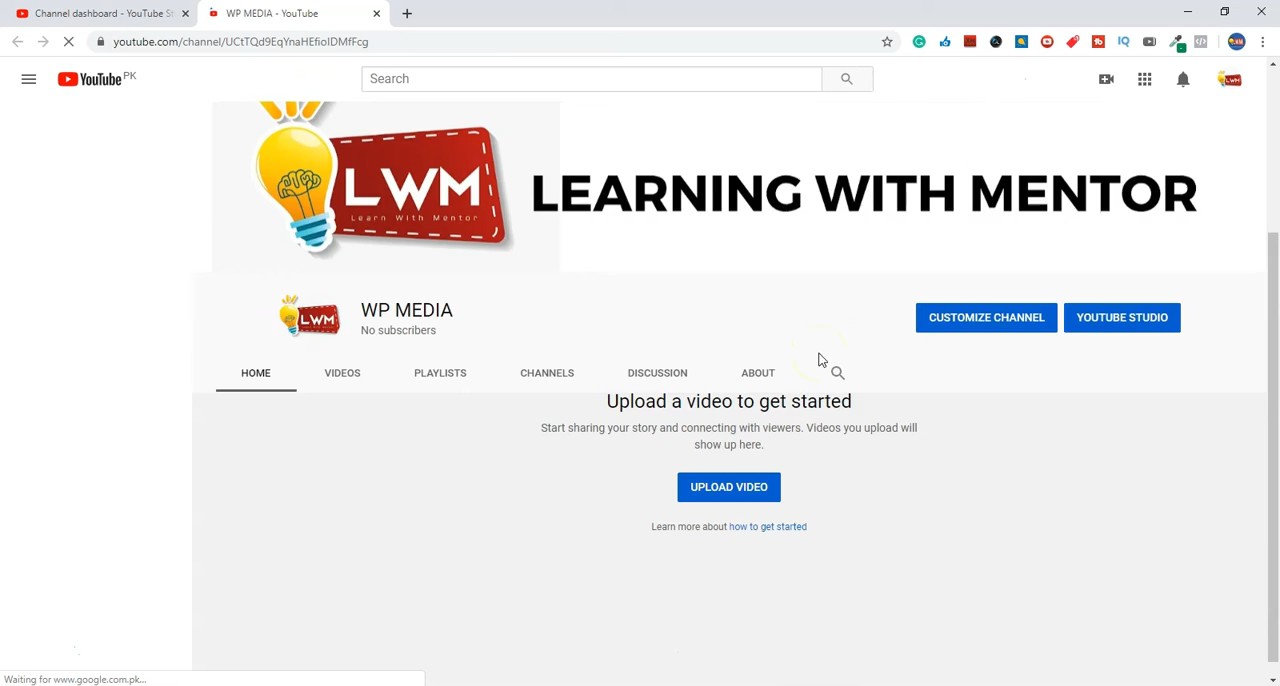 Channel dashboard - YouTube St
WP MEDIA - YouTube
youtube.com/channel/UCtTQd9EqYnaHEfioIDMfFcg
YouTube PK
Search
LWM
Learn With Mentor
LEARNING WITH MENTOR
LWM
WP MEDIA
No subscribers
CUSTOMIZE CHANNEL
YOUTUBE STUDIO
HOME
VIDEOS
PLAYLISTS
CHANNELS
DISCUSSION
ABOUT
Upload a video to get started
Start sharing your story and connecting with viewers. Videos you upload will
show up here.
UPLOAD VIDEO
Learn more about how to get started
Waiting for www.google.com.pk...